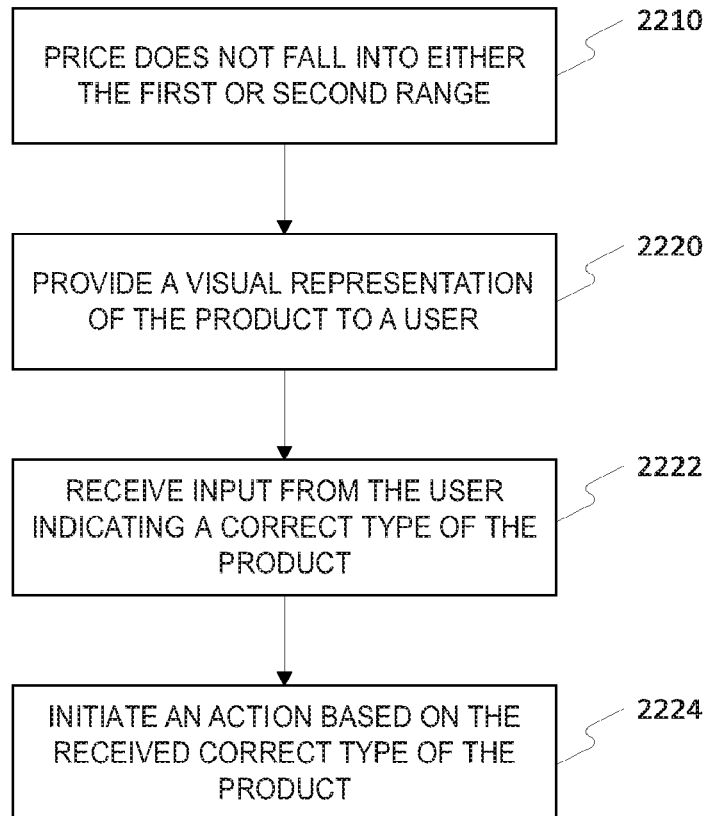 PRICE DOES NOT FALL INTO EITHER
THE FIRST OR SECOND RANGE
2210
PROVIDE A VISUAL REPRESENTATION
OF THE PRODUCT TO A USER
2220
RECEIVE INPUT FROM THE USER
INDICATING A CORRECT TYPE OF THE
PRODUCT
2222
INITIATE AN ACTION BASED ON THE
RECEIVED CORRECT TYPE OF THE
PRODUCT
2224